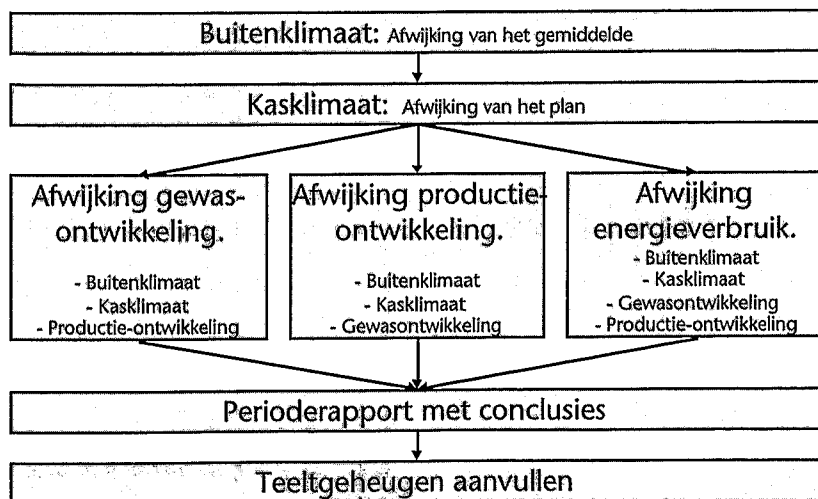 Buitenklimaat: Afwijking van het gemiddelde
Kasklimaat: Afwijking van het plan
Afwijking gewas-
ontwikkeling.
- Buitenklimaat
- Kasklimaat
- Productie-ontwikkeling
Afwijking productie-
ontwikkeling.
- Buitenklimaat
- Kasklimaat
- Gewasontwikkeling
Afwijking
energieverbruik.
- Buitenklimaat
- Kasklimaat
- Gewasontwikkeling
- Productie-ontwikkeling
Perioderapport met conclusies
Teeltgeheugen aanvullen